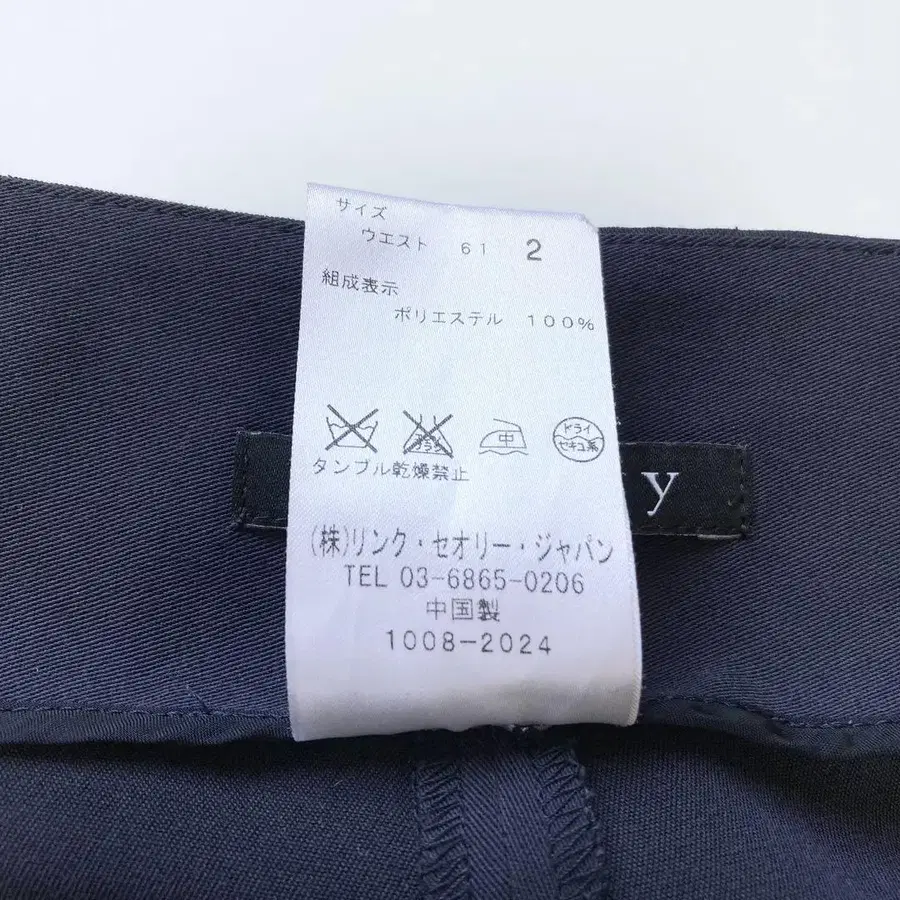 サイズ
ウエスト 61 2
組成表示
ポリエステル 100%
中
ドライ
セキュ系
タンブル乾燥禁止
y
(株)リンク・セオリー・ジャパン
TEL 03-6865-0206
中国製
1008-2024